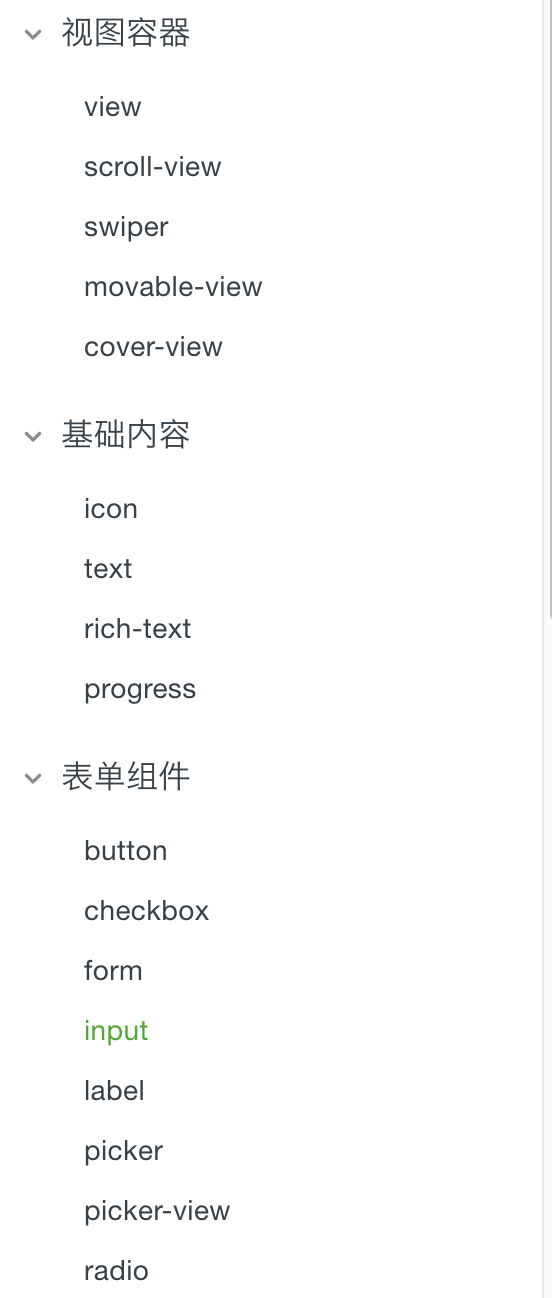 视图容器
view
scroll-view
swiper
movable-view
cover-view
基础内容
icon
text
rich-text
progress
表单组件
button
checkbox
form
input
label
picker
picker-view
radio